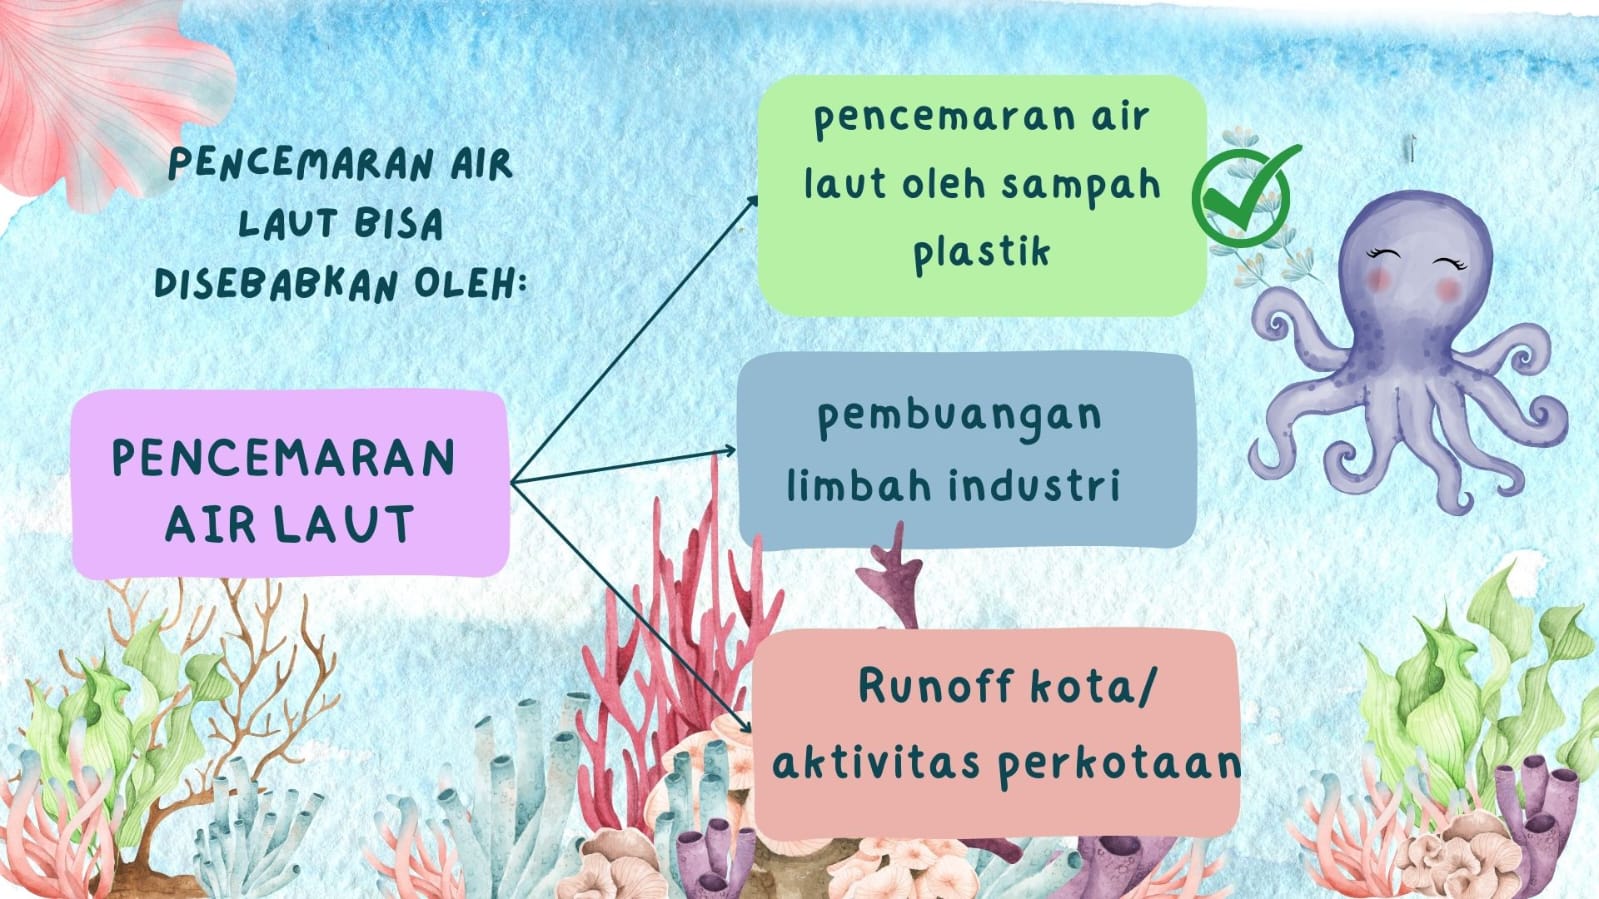 PENCEMARAN AIR
LAUT BISA
DISEBABKAN OLEH:
PENCEMARAN
AIR LAUT
pencemaran air
laut oleh sampah
plastik
pembuangan
limbah industri
Runoff kota/
aktivitas perkotaan